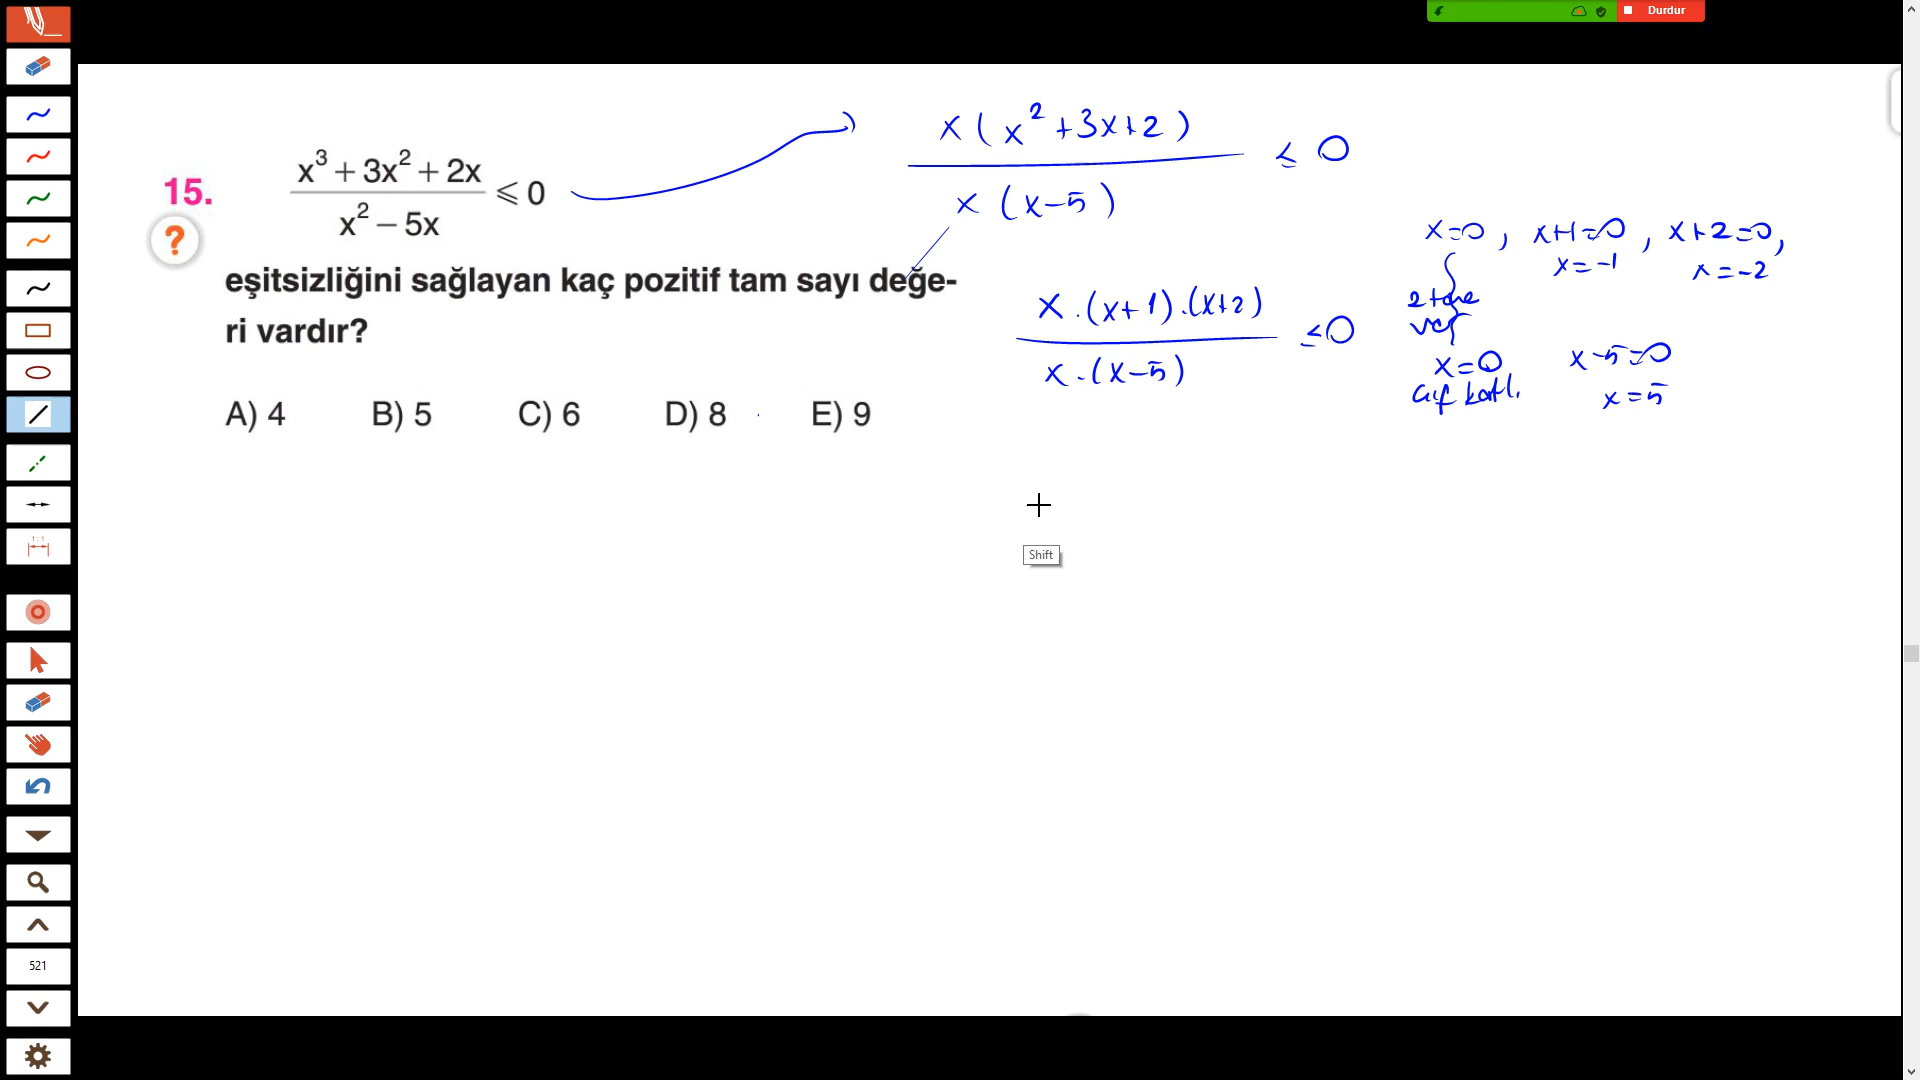 Durdur
15.
x³ + 3x² + 2x / x² – 5x ⩽ 0
?
eşitsizliğini sağlayan kaç pozitif tam sayı değe-
ri vardır?
A) 4 B) 5 C) 6 D) 8 E) 9
x ( x² + 3x + 2 ) / x ( x – 5 ) ≤ 0
x . (x+1) . (x+2) / x . (x–5) ≤ 0
x=0 , x+1=0 , x+2=0,
x=-1 x=-2
2 tane
var
x=0 x-5=0
çift katlı. x=5
Shift
1:1
521